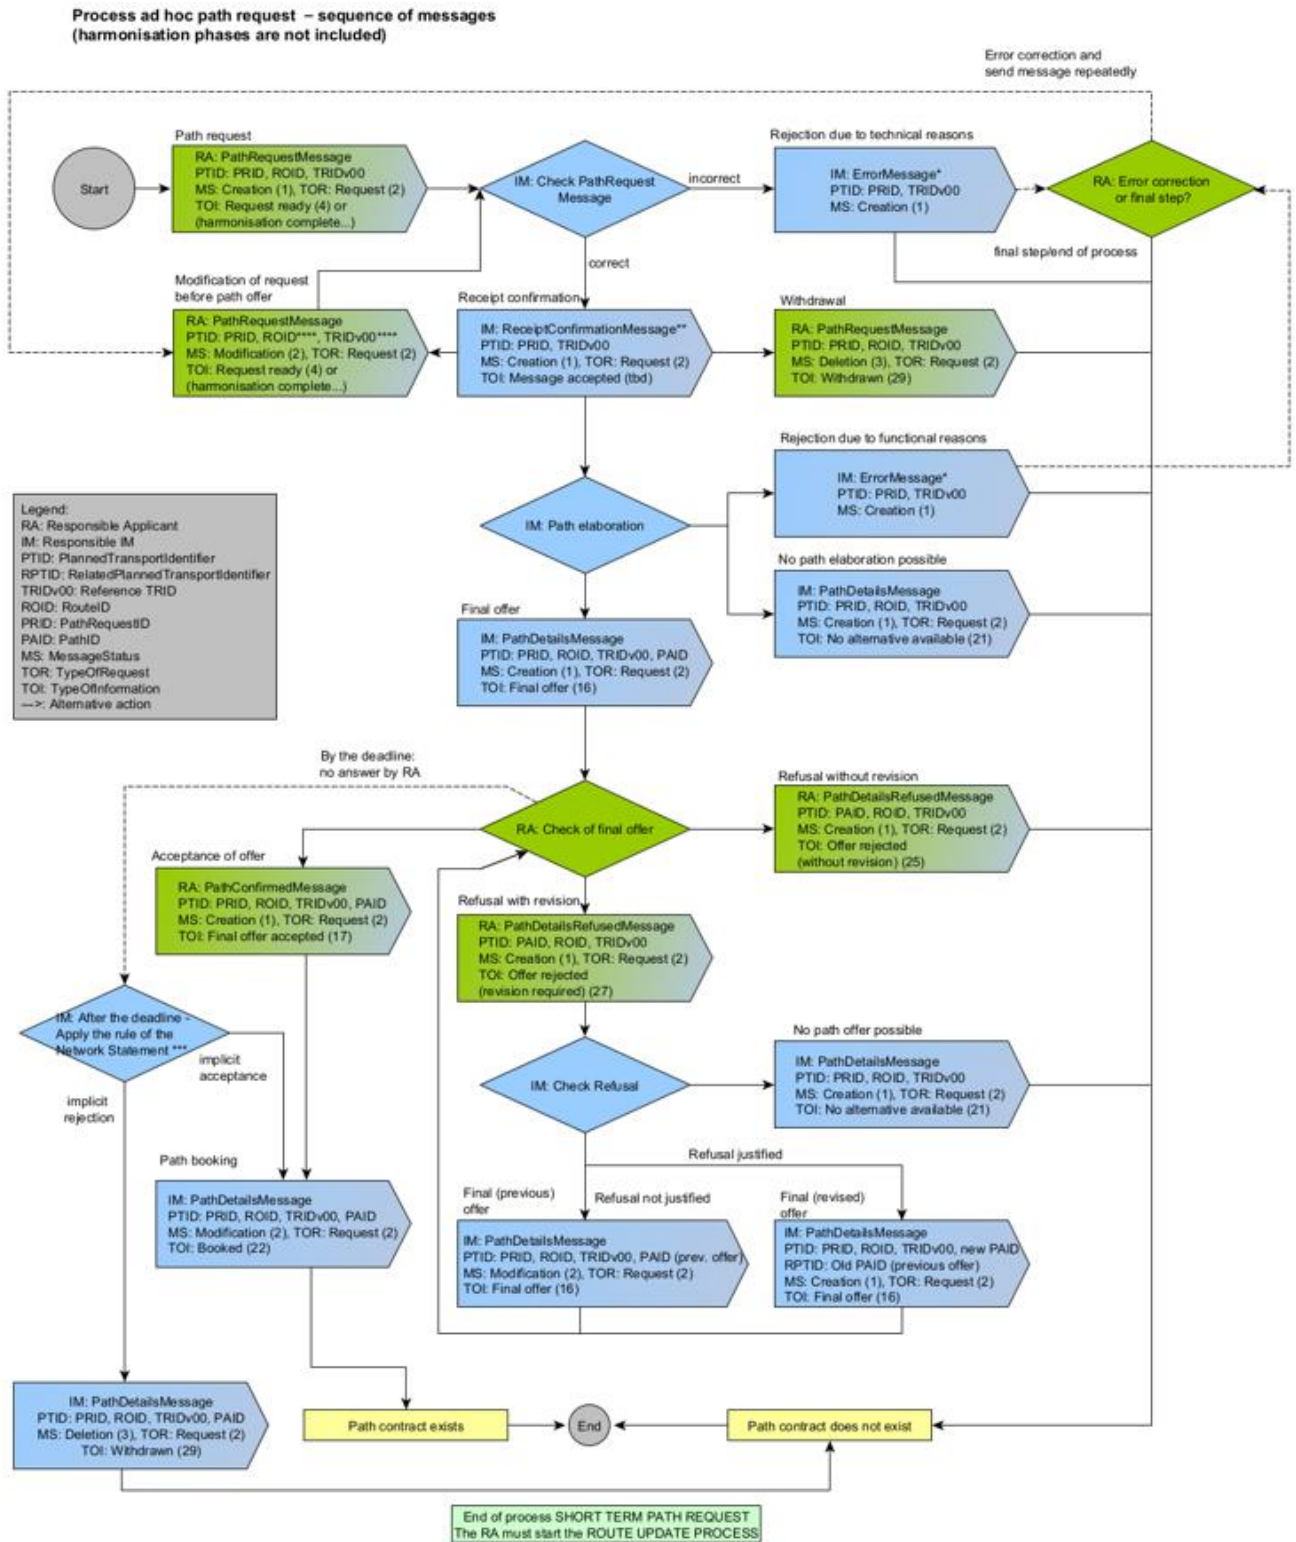 Process ad hoc path request – sequence of messages
(harmonisation phases are not included)
Error correction and
send message repeatedly
Path request
RA: PathRequestMessage
PTID: PRID, ROID, TRIDv00
MS: Creation (1), TOR: Request (2)
TOI: Request ready (4) or
(harmonisation complete...)
Start
IM: Check PathRequest
Message
incorrect
correct
Rejection due to technical reasons
IM: ErrorMessage*
PTID: PRID, TRIDv00
MS: Creation (1)
RA: Error correction
or final step?
final step/end of process
Modification of request
before path offer
RA: PathRequestMessage
PTID: PRID, ROID****, TRIDv00****
MS: Modification (2), TOR: Request (2)
TOI: Request ready (4) or
(harmonisation complete...)
Receipt confirmation
IM: ReceiptConfirmationMessage**
PTID: PRID, TRIDv00
MS: Creation (1), TOR: Request (2)
TOI: Message accepted (tbd)
Withdrawal
RA: PathRequestMessage
PTID: PRID, ROID, TRIDv00
MS: Deletion (3), TOR: Request (2)
TOI: Withdrawn (29)
Rejection due to functional reasons
IM: ErrorMessage*
PTID: PRID, TRIDv00
MS: Creation (1)
Legend:
RA: Responsible Applicant
IM: Responsible IM
PTID: PlannedTransportIdentifier
RPTID: RelatedPlannedTransportIdentifier
TRIDv00: Reference TRID
ROID: RouteID
PRID: PathRequestID
PAID: PathID
MS: MessageStatus
TOR: TypeOfRequest
TOI: TypeOfInformation
--->: Alternative action
IM: Path elaboration
No path elaboration possible
IM: PathDetailsMessage
PTID: PRID, ROID, TRIDv00
MS: Creation (1), TOR: Request (2)
TOI: No alternative available (21)
Final offer
IM: PathDetailsMessage
PTID: PRID, ROID, TRIDv00, PAID
MS: Creation (1), TOR: Request (2)
TOI: Final offer (16)
By the deadline:
no answer by RA
RA: Check of final offer
Refusal without revision
RA: PathDetailsRefusedMessage
PTID: PAID, ROID, TRIDv00
MS: Creation (1), TOR: Request (2)
TOI: Offer rejected
(without revision) (25)
Acceptance of offer
RA: PathConfirmedMessage
PTID: PRID, ROID, TRIDv00, PAID
MS: Creation (1), TOR: Request (2)
TOI: Final offer accepted (17)
Refusal with revision
RA: PathDetailsRefusedMessage
PTID: PAID, ROID, TRIDv00
MS: Creation (1), TOR: Request (2)
TOI: Offer rejected
(revision required) (27)
IM: After the deadline -
Apply the rule of the
Network Statement ***
implicit
acceptance
implicit
rejection
IM: Check Refusal
No path offer possible
IM: PathDetailsMessage
PTID: PRID, ROID, TRIDv00
MS: Creation (1), TOR: Request (2)
TOI: No alternative available (21)
Refusal justified
Refusal not justified
Path booking
IM: PathDetailsMessage
PTID: PRID, ROID, TRIDv00, PAID
MS: Modification (2), TOR: Request (2)
TOI: Booked (22)
Final (previous)
offer
IM: PathDetailsMessage
PTID: PRID, ROID, TRIDv00, PAID (prev. offer)
MS: Modification (2), TOR: Request (2)
TOI: Final offer (16)
Final (revised)
offer
IM: PathDetailsMessage
PTID: PRID, ROID, TRIDv00, new PAID
RPTID: Old PAID (previous offer)
MS: Creation (1), TOR: Request (2)
TOI: Final offer (16)
IM: PathDetailsMessage
PTID: PRID, ROID, TRIDv00, PAID
MS: Deletion (3), TOR: Request (2)
TOI: Withdrawn (29)
Path contract exists
End
Path contract does not exist
End of process SHORT TERM PATH REQUEST
The RA must start the ROUTE UPDATE PROCESS